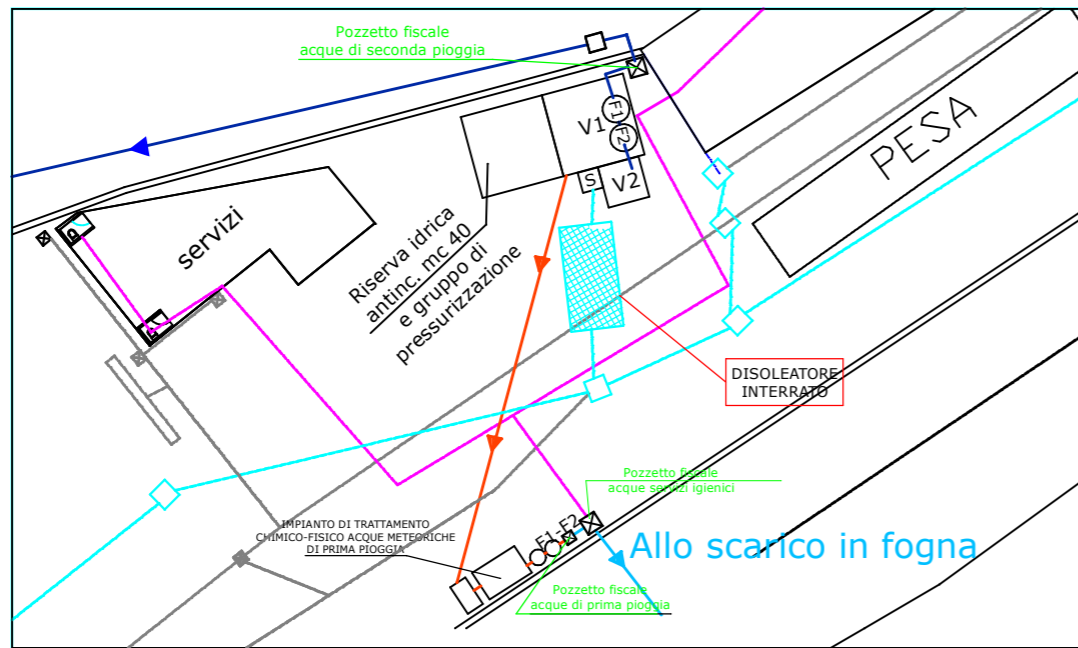 Pozzetto fiscale
acque di seconda pioggia
F1
F2
V1
V2
S
PESA
servizi
Riserva idrica
antinc. mc 40
e gruppo di
pressurizzazione
DISOLEATORE
INTERRATO
Pozzetto fiscale
acque servizi igienici
IMPIANTO DI TRATTAMENTO
CHIMICO-FISICO ACQUE METEORICHE
DI PRIMA PIOGGIA
F1-F2
Allo scarico in fogna
Pozzetto fiscale
acque di prima pioggia